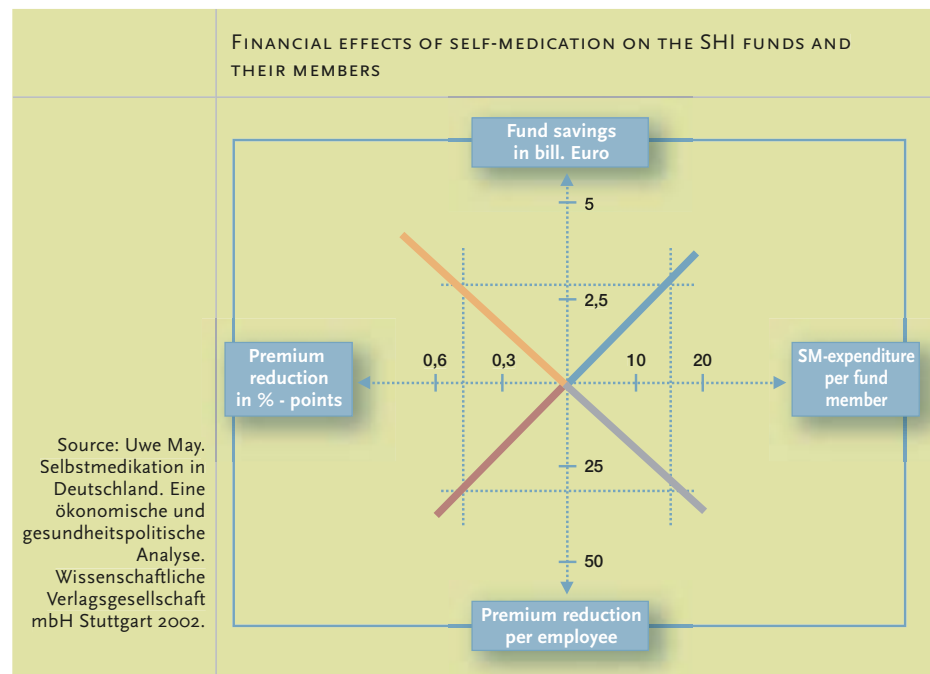 Financial effects of self-medication on the SHI funds and
their members
Fund savings
in bill. Euro
5
2,5
Premium
reduction
in % - points
0,6
0,3
10
20
SM-expenditure
per fund
member
25
50
Premium reduction
per employee
Source: Uwe May.
Selbstmedikation in
Deutschland. Eine
ökonomische und
gesundheitspolitische
Analyse.
Wissenschaftliche
Verlagsgesellschaft
mbH Stuttgart 2002.